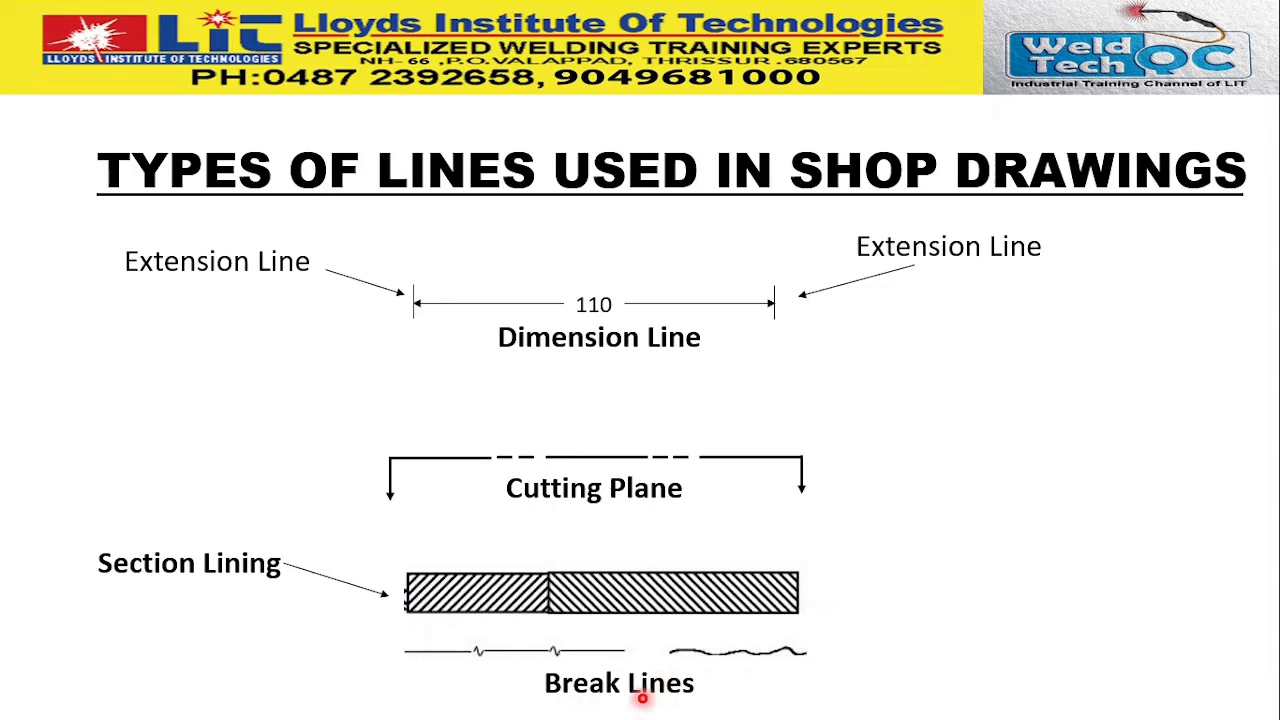 LiT
LLOYDS INSTITUTE OF TECHNOLOGIES
Lloyds Institute Of Technologies
SPECIALIZED WELDING TRAINING EXPERTS
NH- 66 ,P.O.VALAPPAD, THRISSUR .680567
PH:0487 2392658, 9049681000
Weld
Tech QC
Industrial Training Channel of LIT
TYPES OF LINES USED IN SHOP DRAWINGS
Extension Line
Extension Line
110
Dimension Line
Cutting Plane
Section Lining
Break Lines